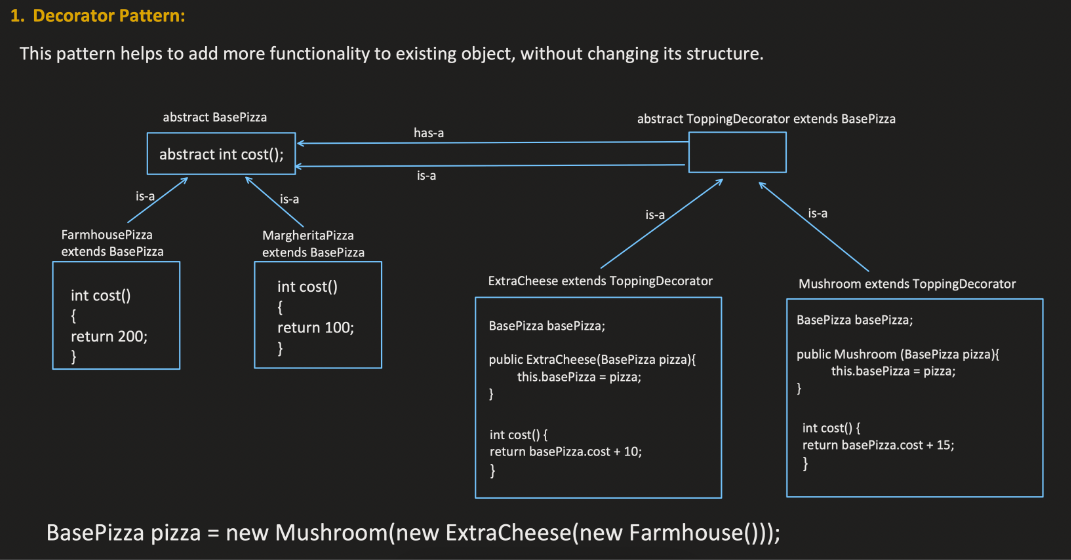 1. Decorator Pattern:
This pattern helps to add more functionality to existing object, without changing its structure.
abstract BasePizza
abstract int cost();
has-a
is-a
abstract ToppingDecorator extends BasePizza
is-a
is-a
FarmhousePizza
extends BasePizza
int cost()
{
return 200;
}
MargheritaPizza
extends BasePizza
int cost()
{
return 100;
}
is-a
is-a
ExtraCheese extends ToppingDecorator
BasePizza basePizza;
public ExtraCheese(BasePizza pizza){
this.basePizza = pizza;
}
int cost() {
return basePizza.cost + 10;
}
Mushroom extends ToppingDecorator
BasePizza basePizza;
public Mushroom (BasePizza pizza){
this.basePizza = pizza;
}
int cost() {
return basePizza.cost + 15;
}
BasePizza pizza = new Mushroom(new ExtraCheese(new Farmhouse()));